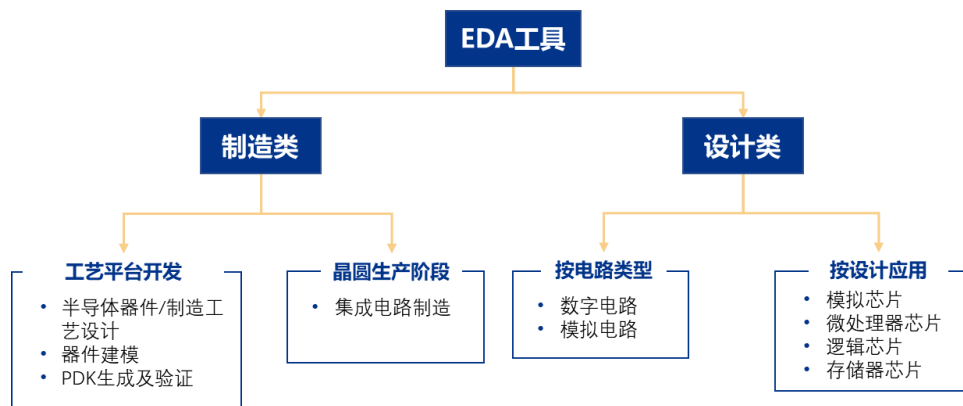 EDA工具
制造类
设计类
工艺平台开发
• 半导体器件/制造工
艺设计
• 器件建模
• PDK生成及验证
晶圆生产阶段
• 集成电路制造
按电路类型
• 数字电路
• 模拟电路
按设计应用
• 模拟芯片
• 微处理器芯片
• 逻辑芯片
• 存储器芯片